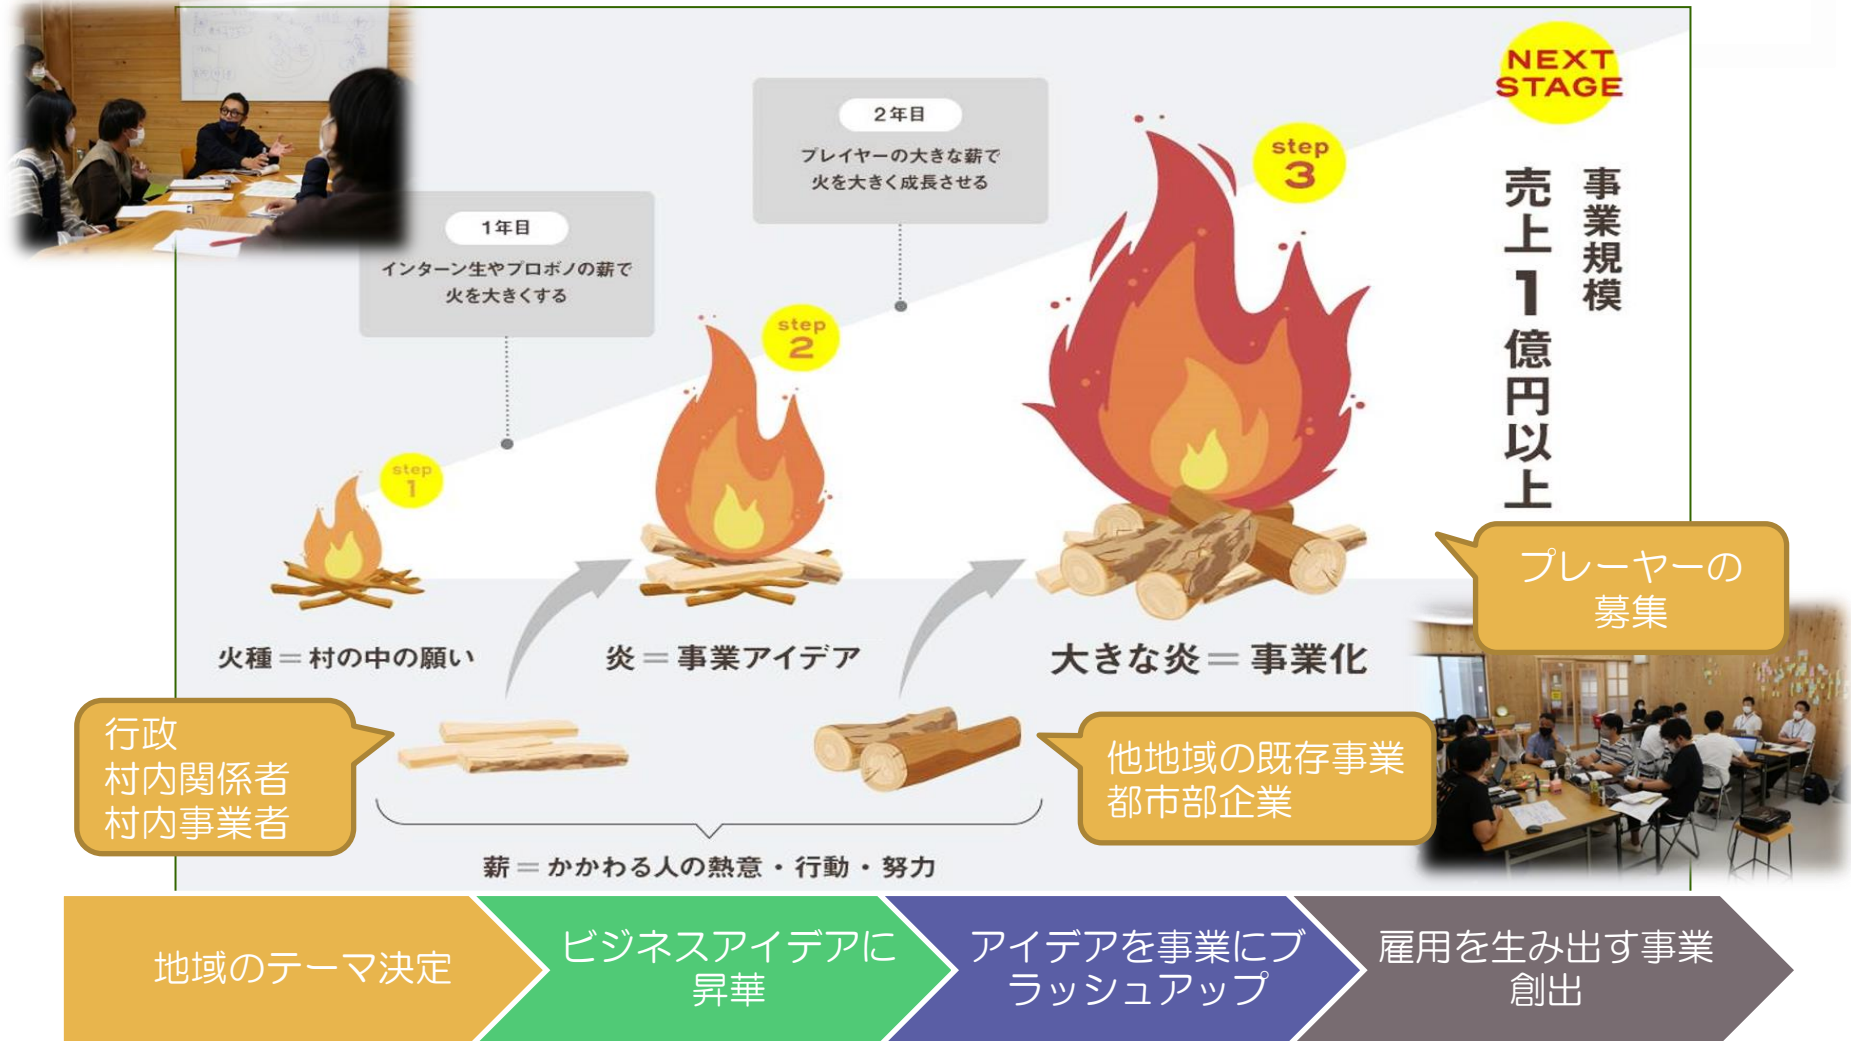 NEXT
STAGE
事業規模
売上1億円以上
2年目
プレイヤーの大きな薪で
火を大きく成長させる
1年目
インターン生やプロボノの薪で
火を大きくする
step
1
step
2
step
3
火種＝村の中の願い
炎＝事業アイデア
大きな炎＝事業化
プレーヤーの
募集
行政
村内関係者
村内事業者
他地域の既存事業
都市部企業
薪＝かかわる人の熱意・行動・努力
地域のテーマ決定
ビジネスアイデアに
昇華
アイデアを事業にブ
ラッシュアップ
雇用を生み出す事業
創出